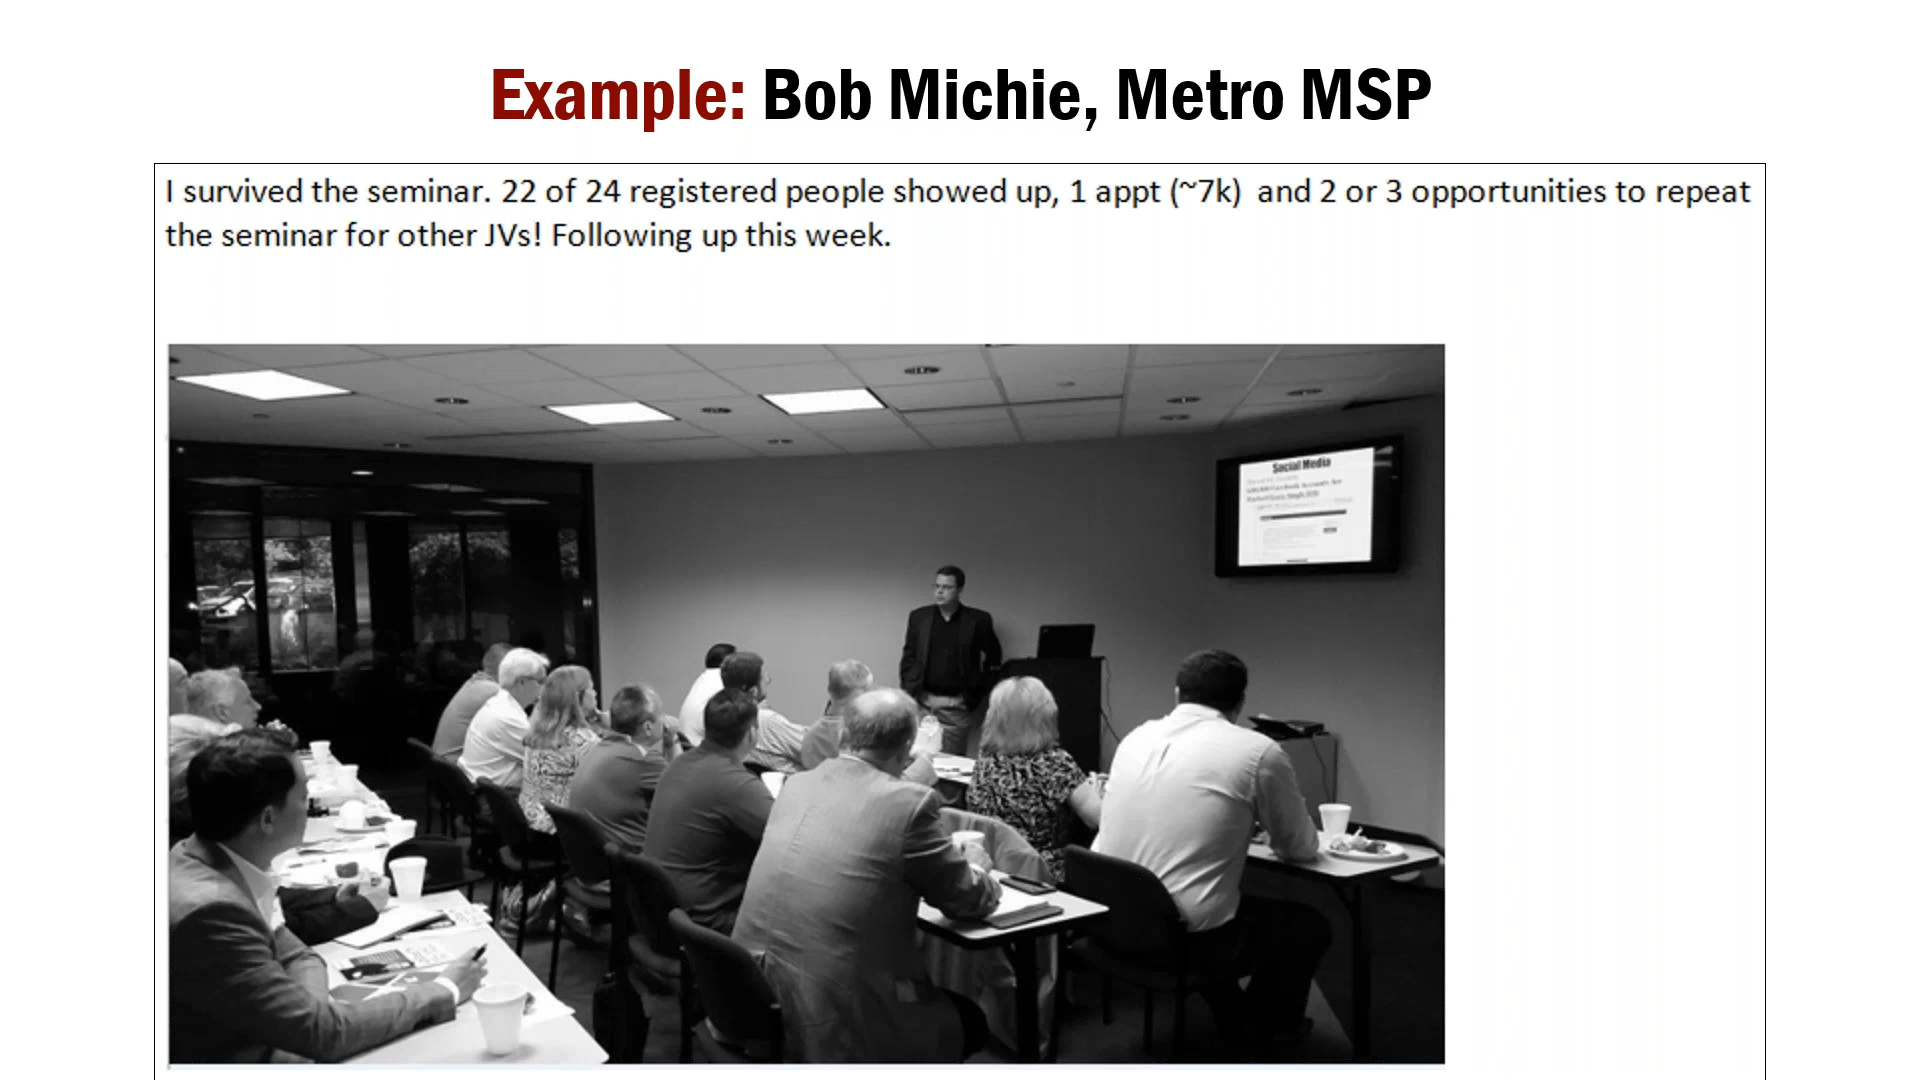 Example: Bob Michie, Metro MSP
I survived the seminar. 22 of 24 registered people showed up, 1 appt (~7k)  and 2 or 3 opportunities to repeat
the seminar for other JVs! Following up this week.
Social Media